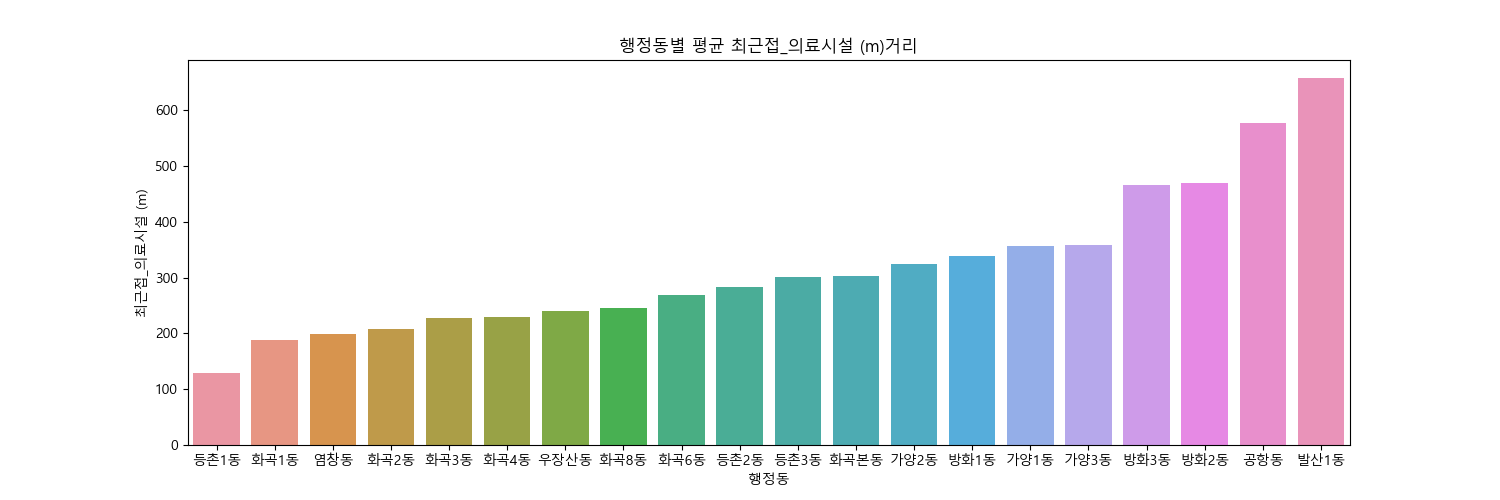 행정동별 평균 최근접_의료시설 (m)거리
최근접_의료시설 (m)
600
500
400
300
200
100
0
등촌1동 화곡1동 염창동 화곡2동 화곡3동 화곡4동 우장산동 화곡8동 화곡6동 등촌2동 등촌3동 화곡본동 가양2동 방화1동 가양1동 가양3동 방화3동 방화2동 공항동 발산1동
행정동